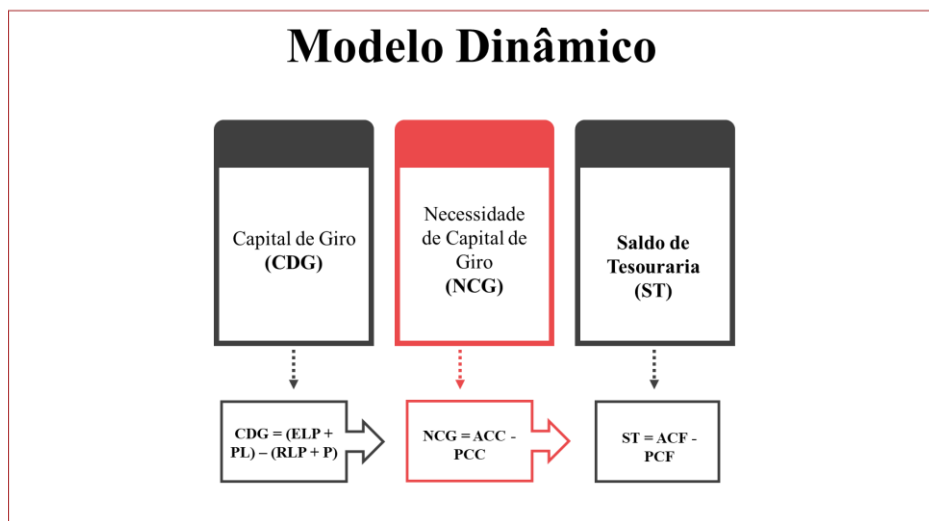 Modelo Dinâmico
Capital de Giro
(CDG)
Necessidade
de Capital de
Giro
(NCG)
Saldo de
Tesouraria
(ST)
CDG = (ELP +
PL) – (RLP + P)
NCG = ACC -
PCC
ST = ACF -
PCF